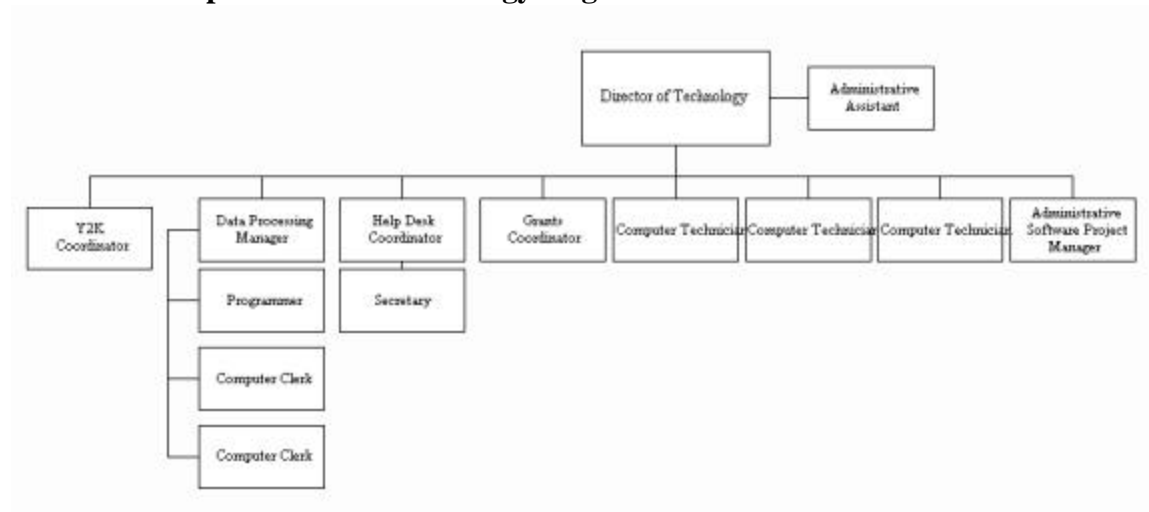 Director of Technology
Administrative
Assistant
Y2K
Coordinator
Data Processing
Manager
Help Desk
Coordinator
Grants
Coordinator
Computer Technician
Computer Technician
Computer Technician
Administrative
Software Project
Manager
Programmer
Secretary
Computer Clerk
Computer Clerk